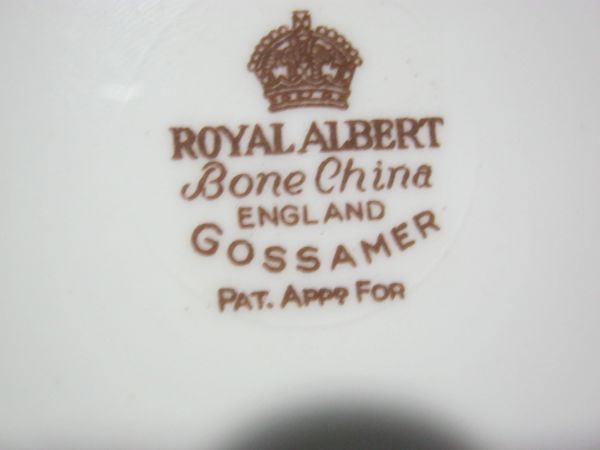 ROYAL ALBERT
Bone China
ENGLAND
GOSSAMER
PAT. APPD FOR